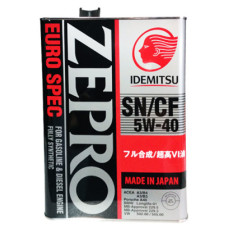 IDEMITSU
ZEPRO
EURO SPEC
FOR GASOLINE & DIESEL ENGINE
FULLY SYNTHETIC
SN/CF
5W-40
フル合成/超高VI油
MADE IN JAPAN